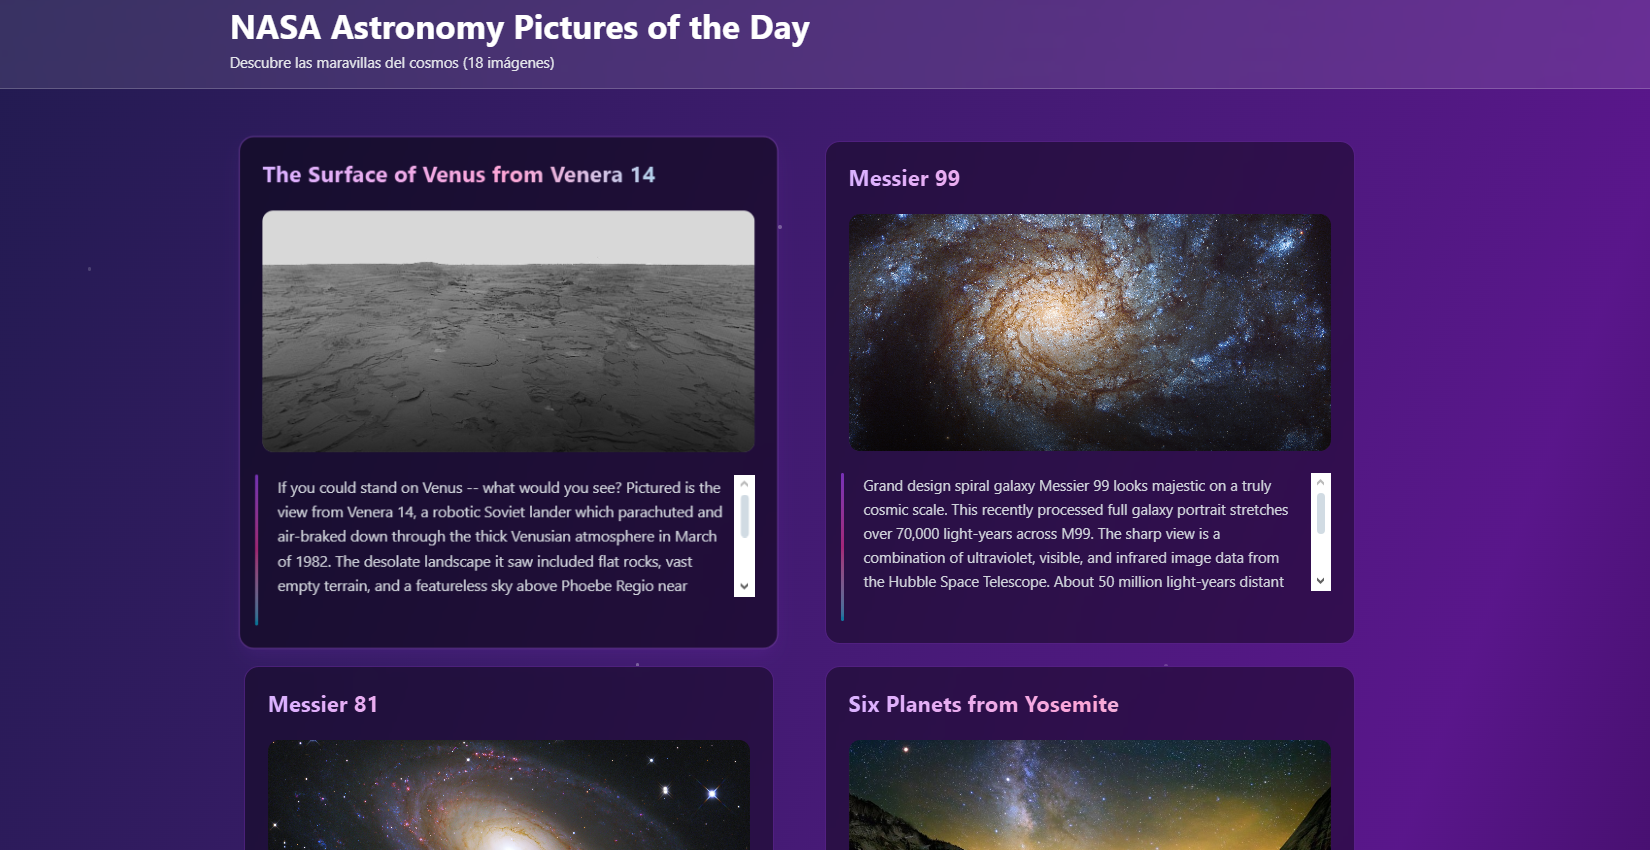 NASA Astronomy Pictures of the Day
Descubre las maravillas del cosmos (18 imágenes)
The Surface of Venus from Venera 14
If you could stand on Venus -- what would you see? Pictured is the
view from Venera 14, a robotic Soviet lander which parachuted and
air-braked down through the thick Venusian atmosphere in March
of 1982. The desolate landscape it saw included flat rocks, vast
empty terrain, and a featureless sky above Phoebe Regio near
Messier 99
Grand design spiral galaxy Messier 99 looks majestic on a truly
cosmic scale. This recently processed full galaxy portrait stretches
over 70,000 light-years across M99. The sharp view is a
combination of ultraviolet, visible, and infrared image data from
the Hubble Space Telescope. About 50 million light-years distant
Messier 81
Six Planets from Yosemite